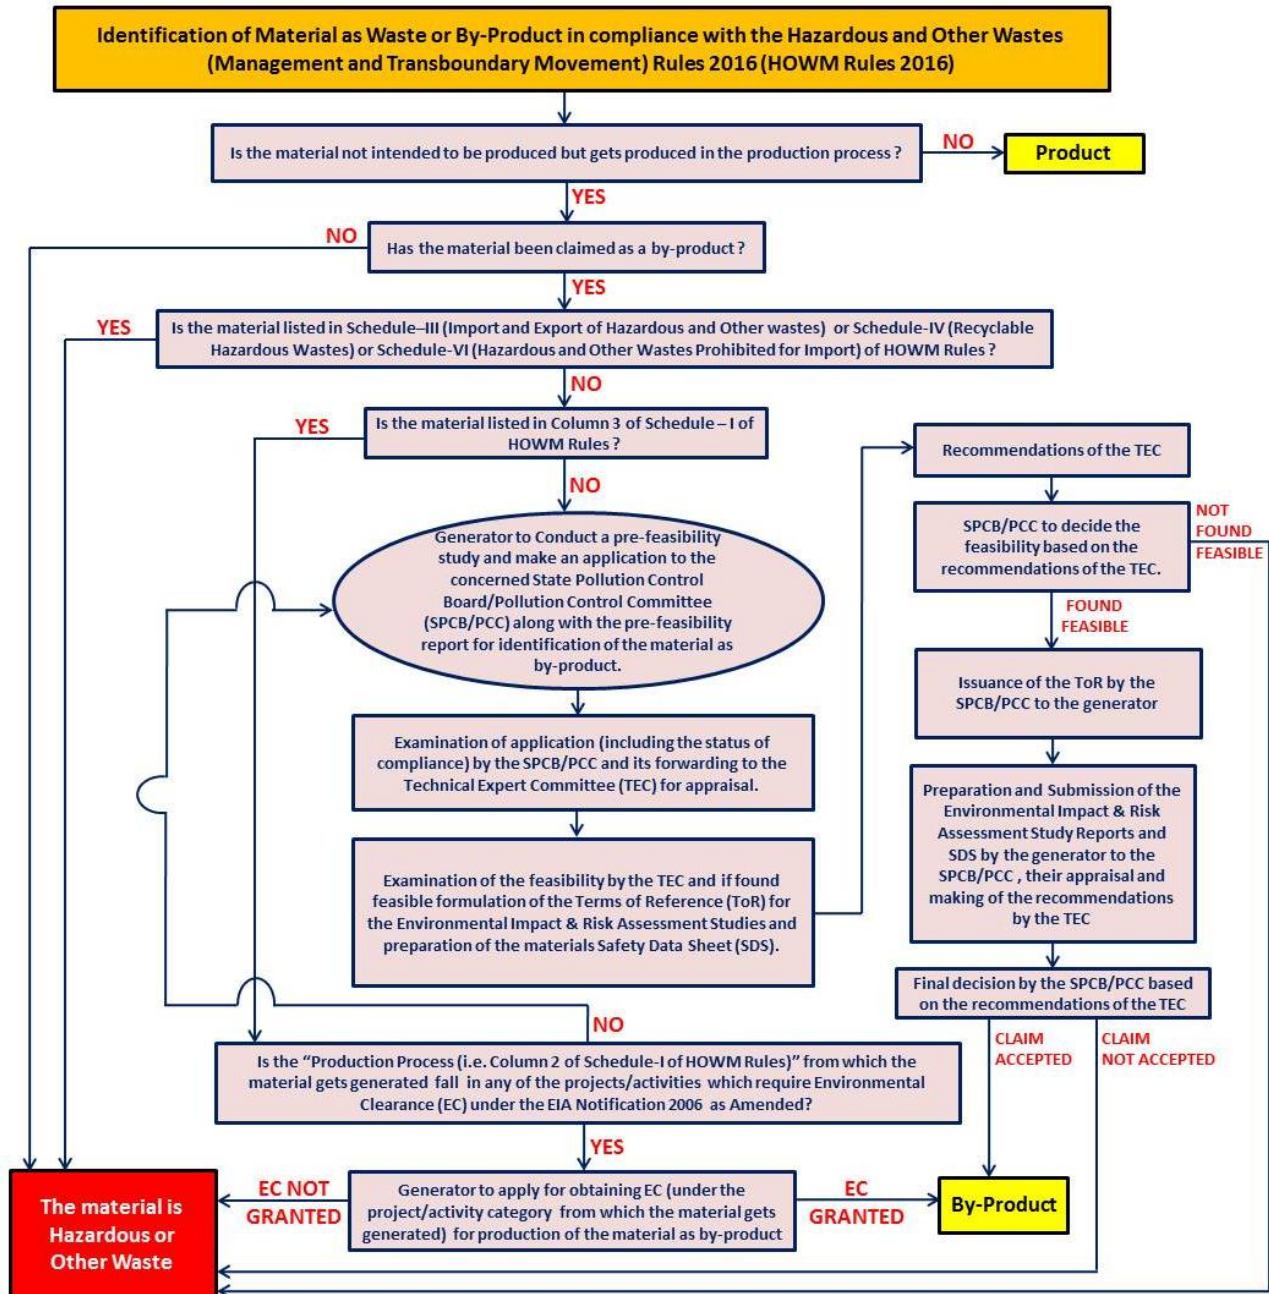 Identification of Material as Waste or By-Product in compliance with the Hazardous and Other Wastes
(Management and Transboundary Movement) Rules 2016 (HOWM Rules 2016)
Is the material not intended to be produced but gets produced in the production process ?
NO
Product
YES
NO
Has the material been claimed as a by-product ?
YES
YES
Is the material listed in Schedule–III (Import and Export of Hazardous and Other wastes) or Schedule-IV (Recyclable
Hazardous Wastes) or Schedule-VI (Hazardous and Other Wastes Prohibited for Import) of HOWM Rules ?
NO
YES
Is the material listed in Column 3 of Schedule – I of
HOWM Rules ?
NO
Generator to Conduct a pre-feasibility
study and make an application to the
concerned State Pollution Control
Board/Pollution Control Committee
(SPCB/PCC) along with the pre-feasibility
report for identification of the material as
by-product.
Examination of application (including the status of
compliance) by the SPCB/PCC and its forwarding to the
Technical Expert Committee (TEC) for appraisal.
Examination of the feasibility by the TEC and if found
feasible formulation of the Terms of Reference (ToR) for
the Environmental Impact & Risk Assessment Studies and
preparation of the materials Safety Data Sheet (SDS).
Recommendations of the TEC
SPCB/PCC to decide the
feasibility based on the
recommendations of the TEC.
NOT
FOUND
FEASIBLE
FOUND
FEASIBLE
Issuance of the ToR by the
SPCB/PCC to the generator
Preparation and Submission of the
Environmental Impact & Risk
Assessment Study Reports and
SDS by the generator to the
SPCB/PCC , their appraisal and
making of the recommendations
by the TEC
Final decision by the SPCB/PCC based
on the recommendations of the TEC
CLAIM
ACCEPTED
CLAIM
NOT ACCEPTED
NO
Is the “Production Process (i.e. Column 2 of Schedule-I of HOWM Rules)” from which the
material gets generated fall in any of the projects/activities which require Environmental
Clearance (EC) under the EIA Notification 2006 as Amended?
YES
Generator to apply for obtaining EC (under the
project/activity category from which the material gets
generated) for production of the material as by-product
EC NOT
GRANTED
EC
GRANTED
By-Product
The material is
Hazardous or
Other Waste